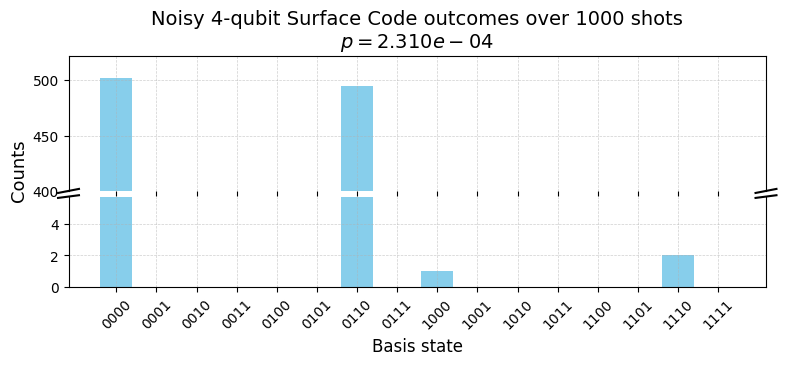 Noisy 4-qubit Surface Code outcomes over 1000 shots
p = 2.310e − 04
Counts
500
450
400
4
2
0
0000 0001 0010 0011 0100 0101 0110 0111 1000 1001 1010 1011 1100 1101 1110 1111
Basis state